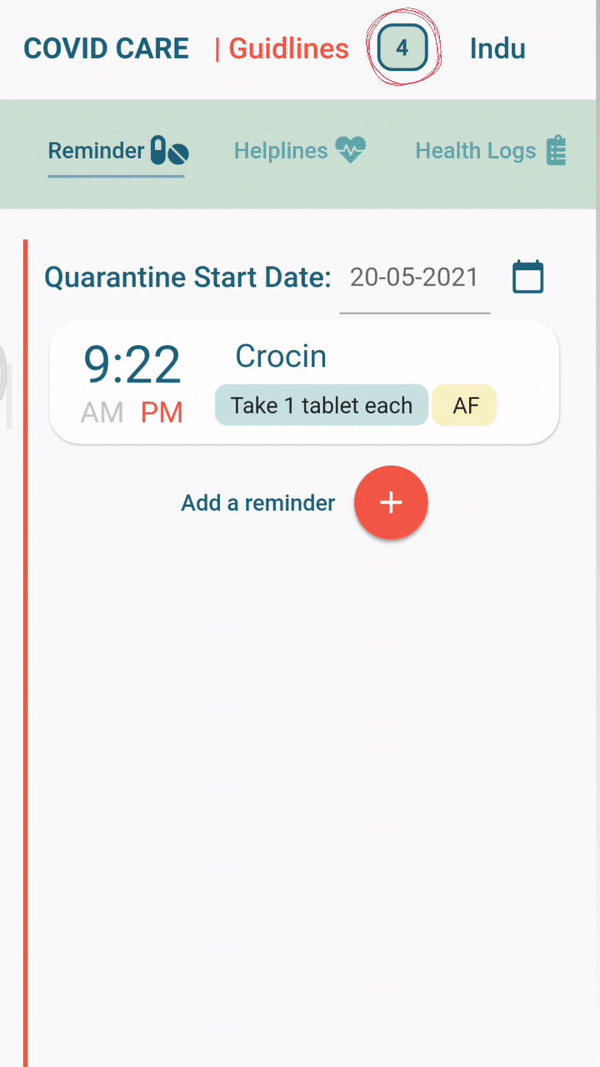 COVID CARE | Guidlines 4 Indu
Reminder Helplines Health Logs
Quarantine Start Date: 20-05-2021
9:22 Crocin
AM PM Take 1 tablet each AF
Add a reminder +